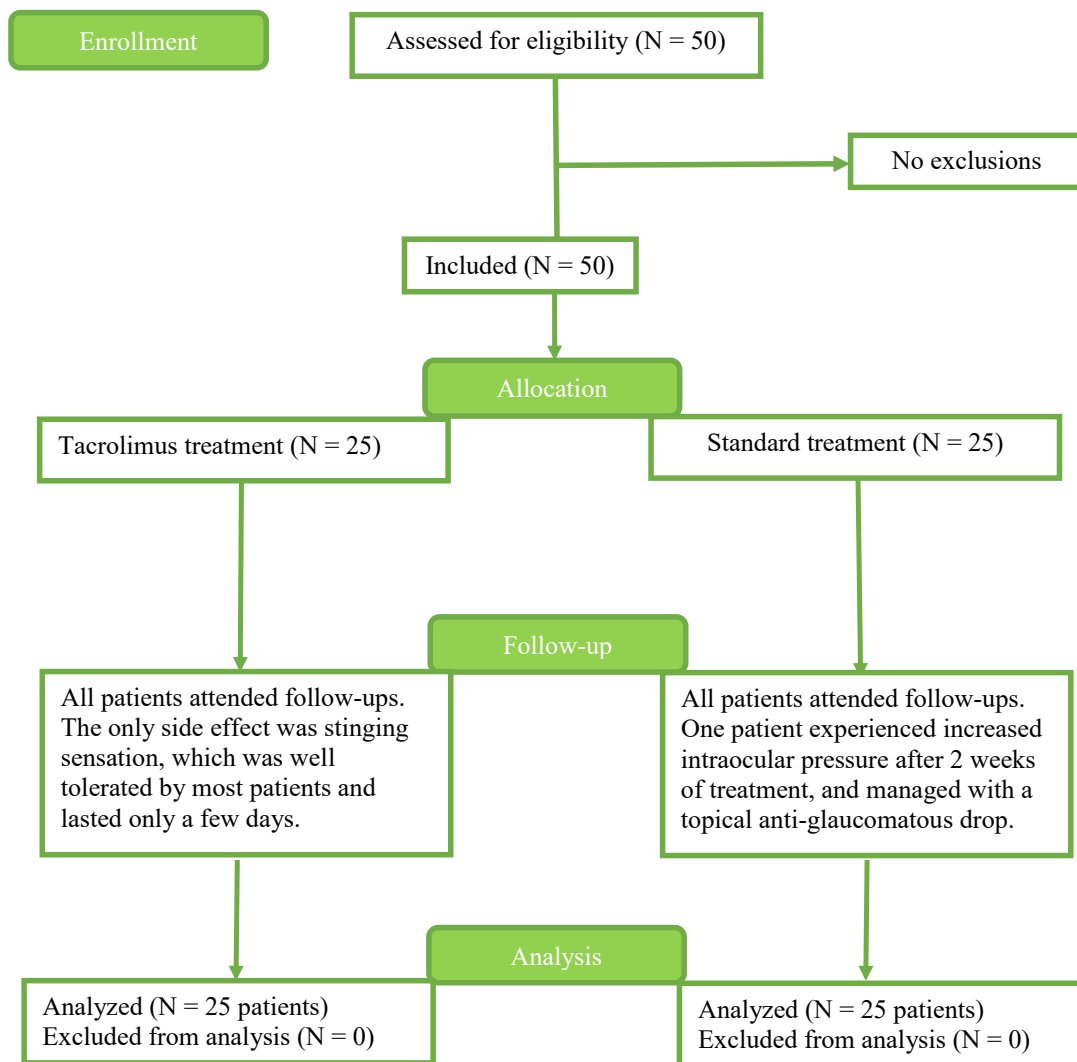 Enrollment
Assessed for eligibility (N = 50)
No exclusions
Included (N = 50)
Allocation
Tacrolimus treatment (N = 25)
Standard treatment (N = 25)
Follow-up
All patients attended follow-ups.
The only side effect was stinging
sensation, which was well
tolerated by most patients and
lasted only a few days.
All patients attended follow-ups.
One patient experienced increased
intraocular pressure after 2 weeks
of treatment, and managed with a
topical anti-glaucomatous drop.
Analysis
Analyzed (N = 25 patients)
Excluded from analysis (N = 0)
Analyzed (N = 25 patients)
Excluded from analysis (N = 0)